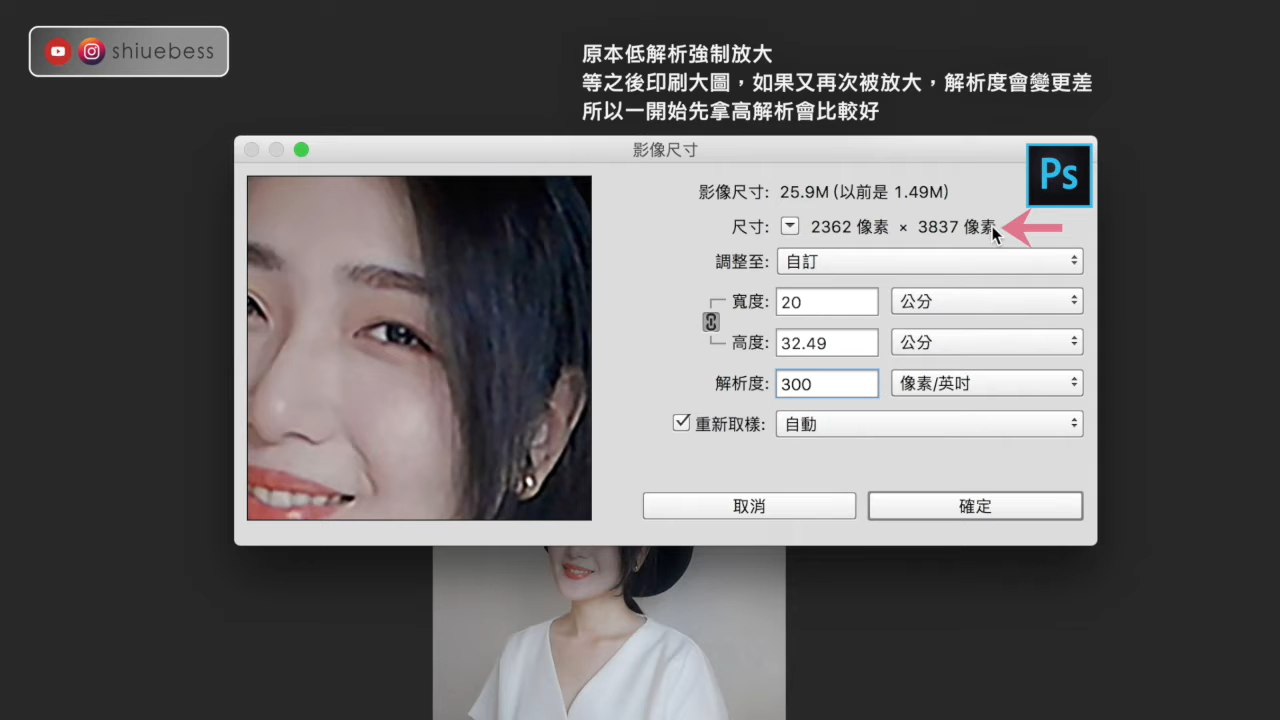 shiuebess
原本低解析強制放大
等之後印刷大圖，如果又再次被放大，解析度會變更差
所以一開始先拿高解析會比較好
影像尺寸
Ps
影像尺寸: 25.9M (以前是 1.49M)
尺寸: 2362 像素 × 3837 像素
調整至: 自訂
寬度: 20 公分
高度: 32.49 公分
解析度: 300 像素/英吋
重新取樣: 自動
取消 確定